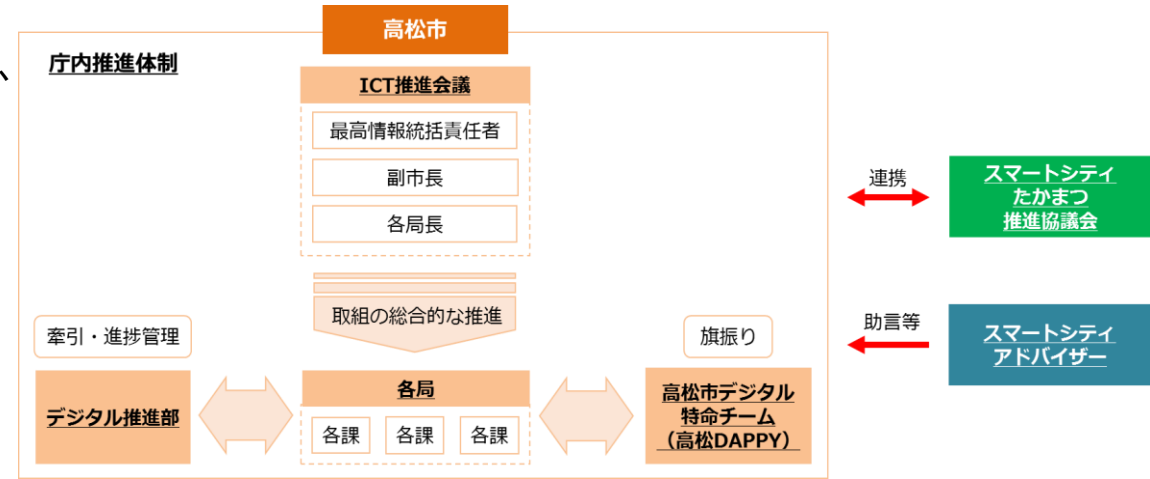 高松市
庁内推進体制
、
ICT推進会議
最高情報統括責任者
副市長
各局長
取組の総合的な推進
牽引・進捗管理
旗振り
デジタル推進部
各局
各課
各課
各課
高松市デジタル
特命チーム
（高松DAPPY）
連携
スマートシティ
たかまつ
推進協議会
助言等
スマートシティ
アドバイザー